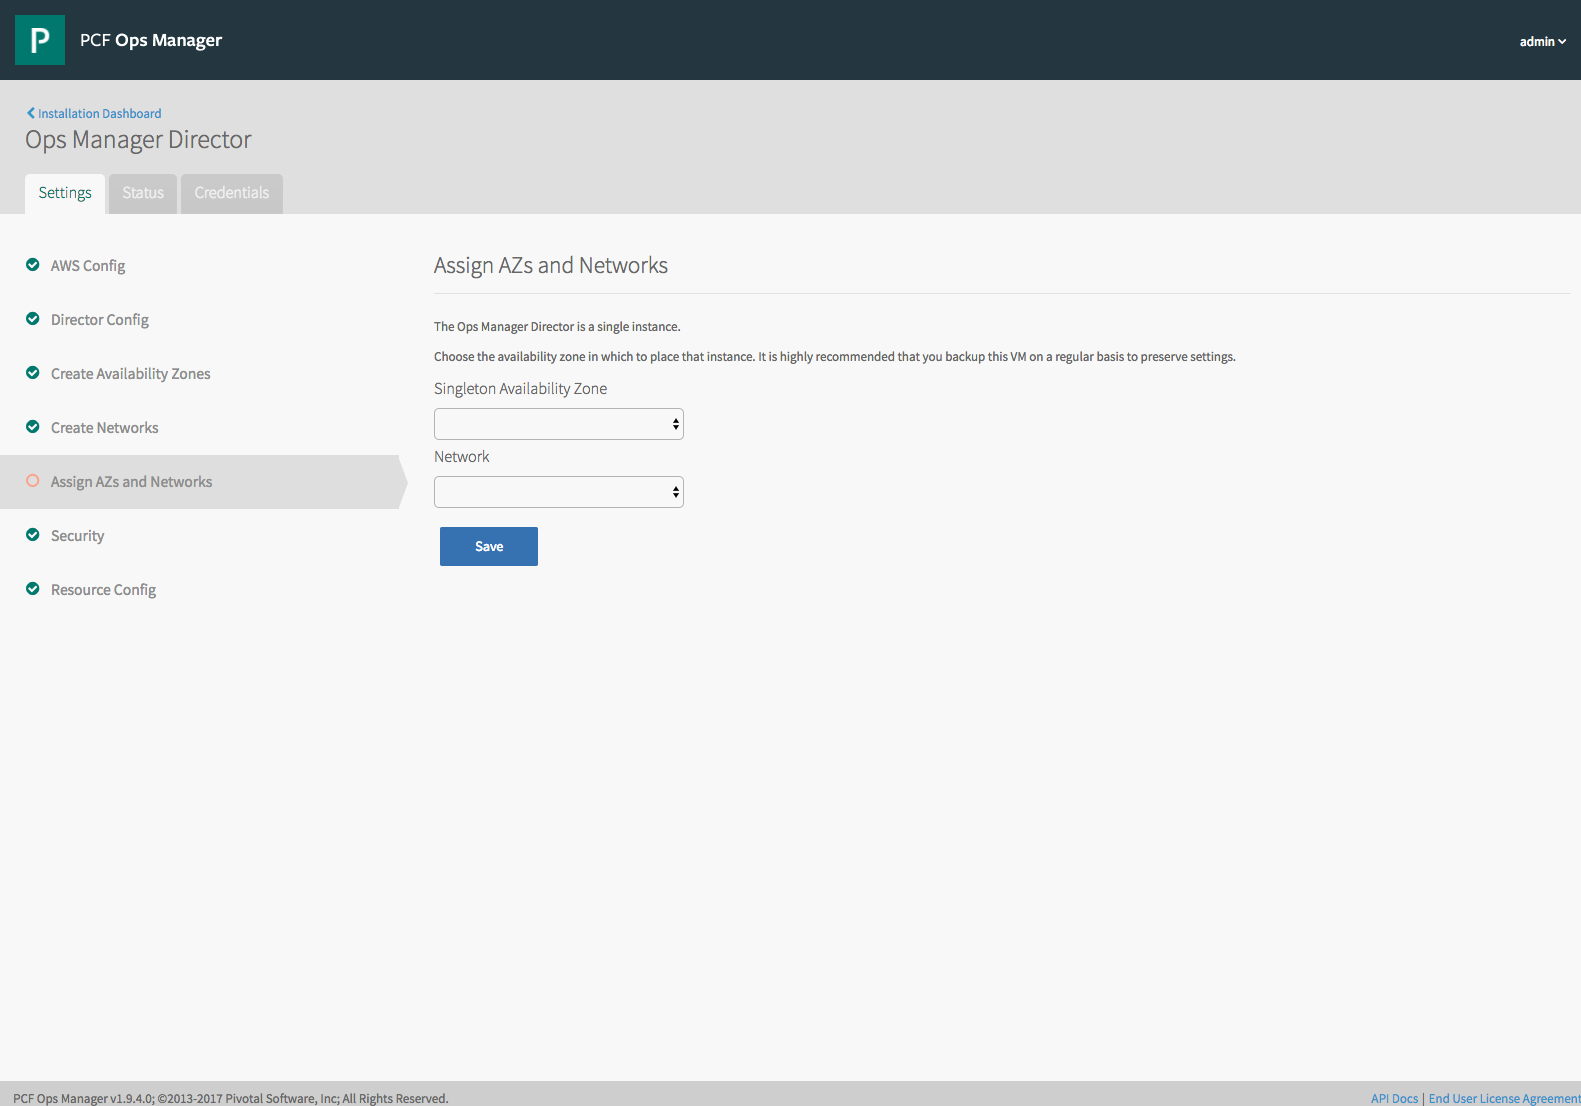 PCF Ops Manager
admin
Installation Dashboard
Ops Manager Director
Settings
Status
Credentials
AWS Config
Director Config
Create Availability Zones
Create Networks
Assign AZs and Networks
Security
Resource Config
Assign AZs and Networks
The Ops Manager Director is a single instance.
Choose the availability zone in which to place that instance. It is highly recommended that you backup this VM on a regular basis to preserve settings.
Singleton Availability Zone
Network
Save
PCF Ops Manager v1.9.4.0; ©2013-2017 Pivotal Software, Inc; All Rights Reserved.
API Docs | End User License Agreement